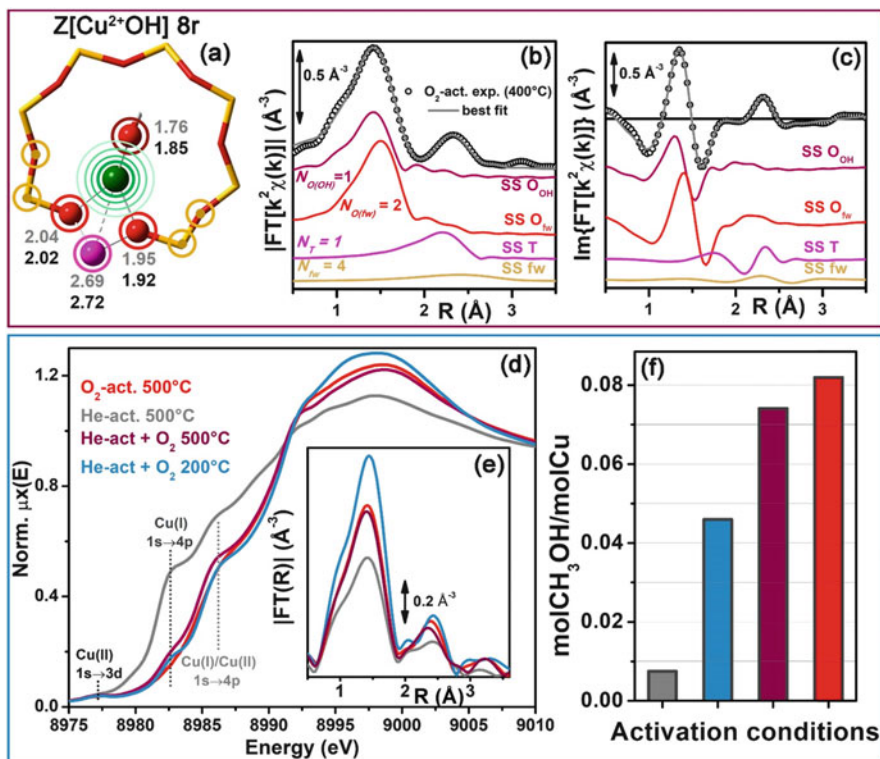 Z[Cu²⁺OH] 8r
(a)
1.76
1.85
2.04
2.02
1.95
1.92
2.69
2.72
(b)
0.5 Å⁻³
O₂-act. exp. (400°C)
best fit
|FT[k²χ(k)]| (Å⁻³)
N_O(OH) =1
SS O_OH
N_O(fw) = 2
SS O_fw
N_T = 1
SS T
N_fw = 4
SS fw
1 2 3
R (Å)
(c)
0.5 Å⁻³
Im{FT[k²χ(k)]} (Å⁻³)
SS O_OH
SS O_fw
SS T
SS fw
1 2 3
R (Å)
(d)
Norm. μx(E)
1.2
0.8
0.4
0.0
O₂-act. 500°C
He-act. 500°C
He-act + O₂ 500°C
He-act + O₂ 200°C
Cu(I)
1s→4p
Cu(II)
1s→3d
Cu(I)/Cu(II)
1s→4p
8975 8980 8985 8990 8995 9000 9005 9010
Energy (eV)
(e)
|FT(R)| (Å⁻³)
0.2 Å⁻³
1 2 3
R (Å)
(f)
molCH₃OH/molCu
0.08
0.06
0.04
0.02
0.00
Activation conditions